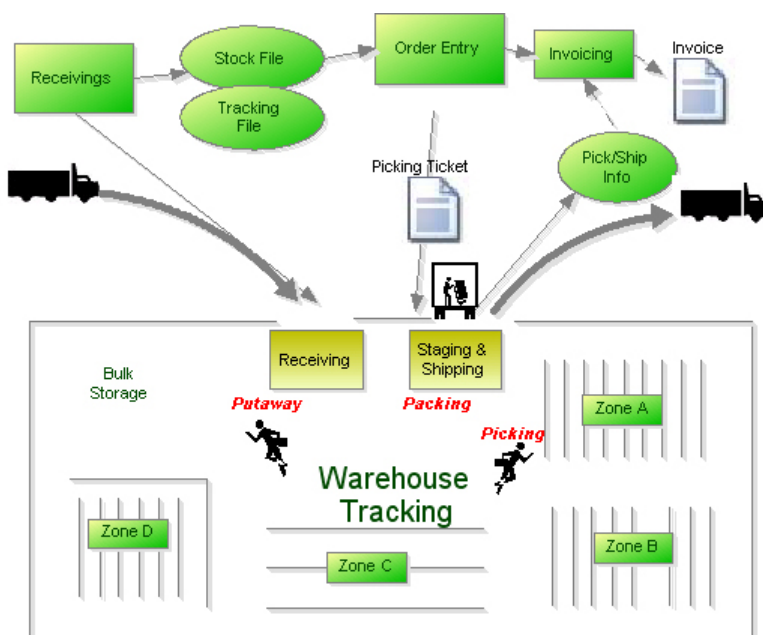 Receivings
Stock File
Order Entry
Invoicing
Invoice
Tracking
File
Picking Ticket
Pick/Ship
Info
Receiving
Staging &
Shipping
Bulk
Storage
Putaway
Packing
Picking
Zone A
Warehouse
Tracking
Zone D
Zone C
Zone B